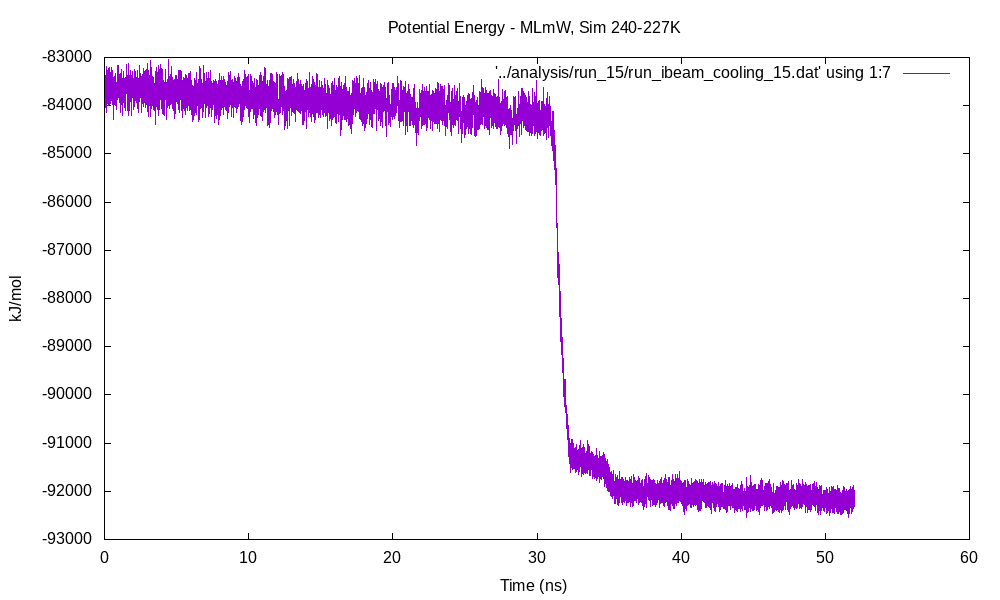 Potential Energy - MLmW, Sim 240-227K
'../analysis/run_15/run_ibeam_cooling_15.dat' using 1:7
-83000
-84000
-85000
-86000
-87000
-88000
-89000
-90000
-91000
-92000
-93000
kJ/mol
0 10 20 30 40 50 60
Time (ns)